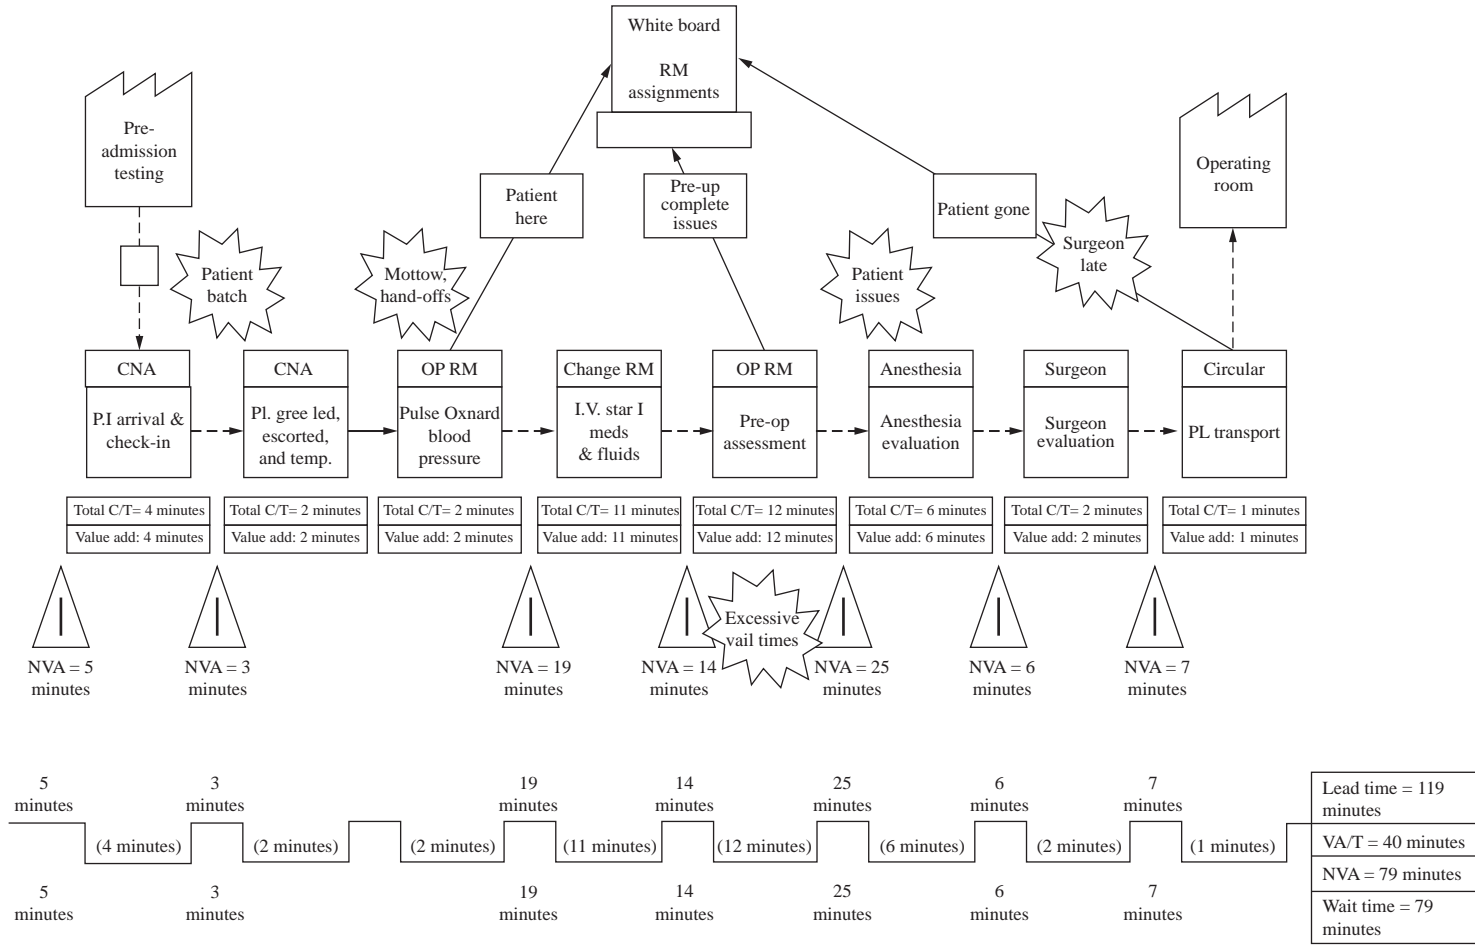 White board
RM
assignments
Pre-
admission
testing
Operating
room
Patient
here
Pre-up
complete
issues
Patient gone
Patient
batch
Mottow,
hand-offs
Patient
issues
Surgeon
late
CNA
P.I arrival &
check-in
CNA
Pl. gree led,
escorted,
and temp.
OP RM
Pulse Oxnard
blood
pressure
Change RM
I.V. star I
meds
& fluids
OP RM
Pre-op
assessment
Anesthesia
Anesthesia
evaluation
Surgeon
Surgeon
evaluation
Circular
PL transport
Total C/T= 4 minutes
Value add: 4 minutes
Total C/T= 2 minutes
Value add: 2 minutes
Total C/T= 2 minutes
Value add: 2 minutes
Total C/T= 11 minutes
Value add: 11 minutes
Total C/T= 12 minutes
Value add: 12 minutes
Total C/T= 6 minutes
Value add: 6 minutes
Total C/T= 2 minutes
Value add: 2 minutes
Total C/T= 1 minutes
Value add: 1 minutes
Excessive
vail times
I
NVA = 5
minutes
I
NVA = 3
minutes
I
NVA = 19
minutes
I
NVA = 14
minutes
I
NVA = 25
minutes
I
NVA = 6
minutes
I
NVA = 7
minutes
5
minutes
3
minutes
19
minutes
14
minutes
25
minutes
6
minutes
7
minutes
(4 minutes)
(2 minutes)
(2 minutes)
(11 minutes)
(12 minutes)
(6 minutes)
(2 minutes)
(1 minutes)
5
minutes
3
minutes
19
minutes
14
minutes
25
minutes
6
minutes
7
minutes
Lead time = 119
minutes
VA/T = 40 minutes
NVA = 79 minutes
Wait time = 79
minutes